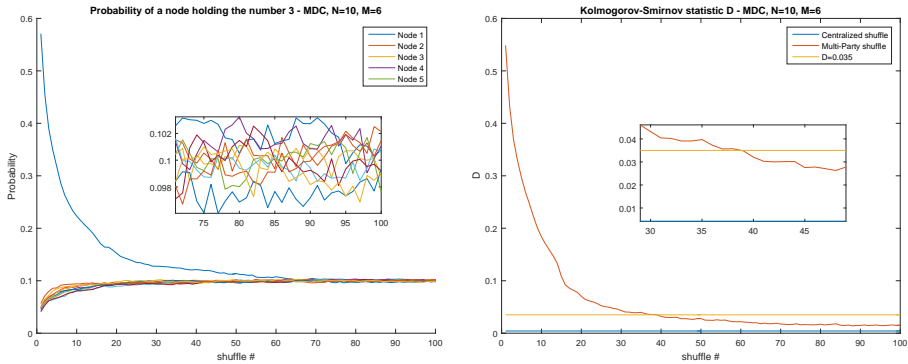 Probability of a node holding the number 3 - MDC, N=10, M=6
0.6
0.5
0.4
0.3
0.2
0.1
0
Probability
Node 1
Node 2
Node 3
Node 4
Node 5
0.102
0.1
0.098
75 80 85 90 95 100
0 10 20 30 40 50 60 70 80 90 100
shuffle #
Kolmogorov-Smirnov statistic D - MDC, N=10, M=6
0.6
0.5
0.4
0.3
0.2
0.1
0
D
Centralized shuffle
Multi-Party shuffle
D=0.035
0.04
0.03
0.02
0.01
30 35 40 45
0 10 20 30 40 50 60 70 80 90 100
shuffle #